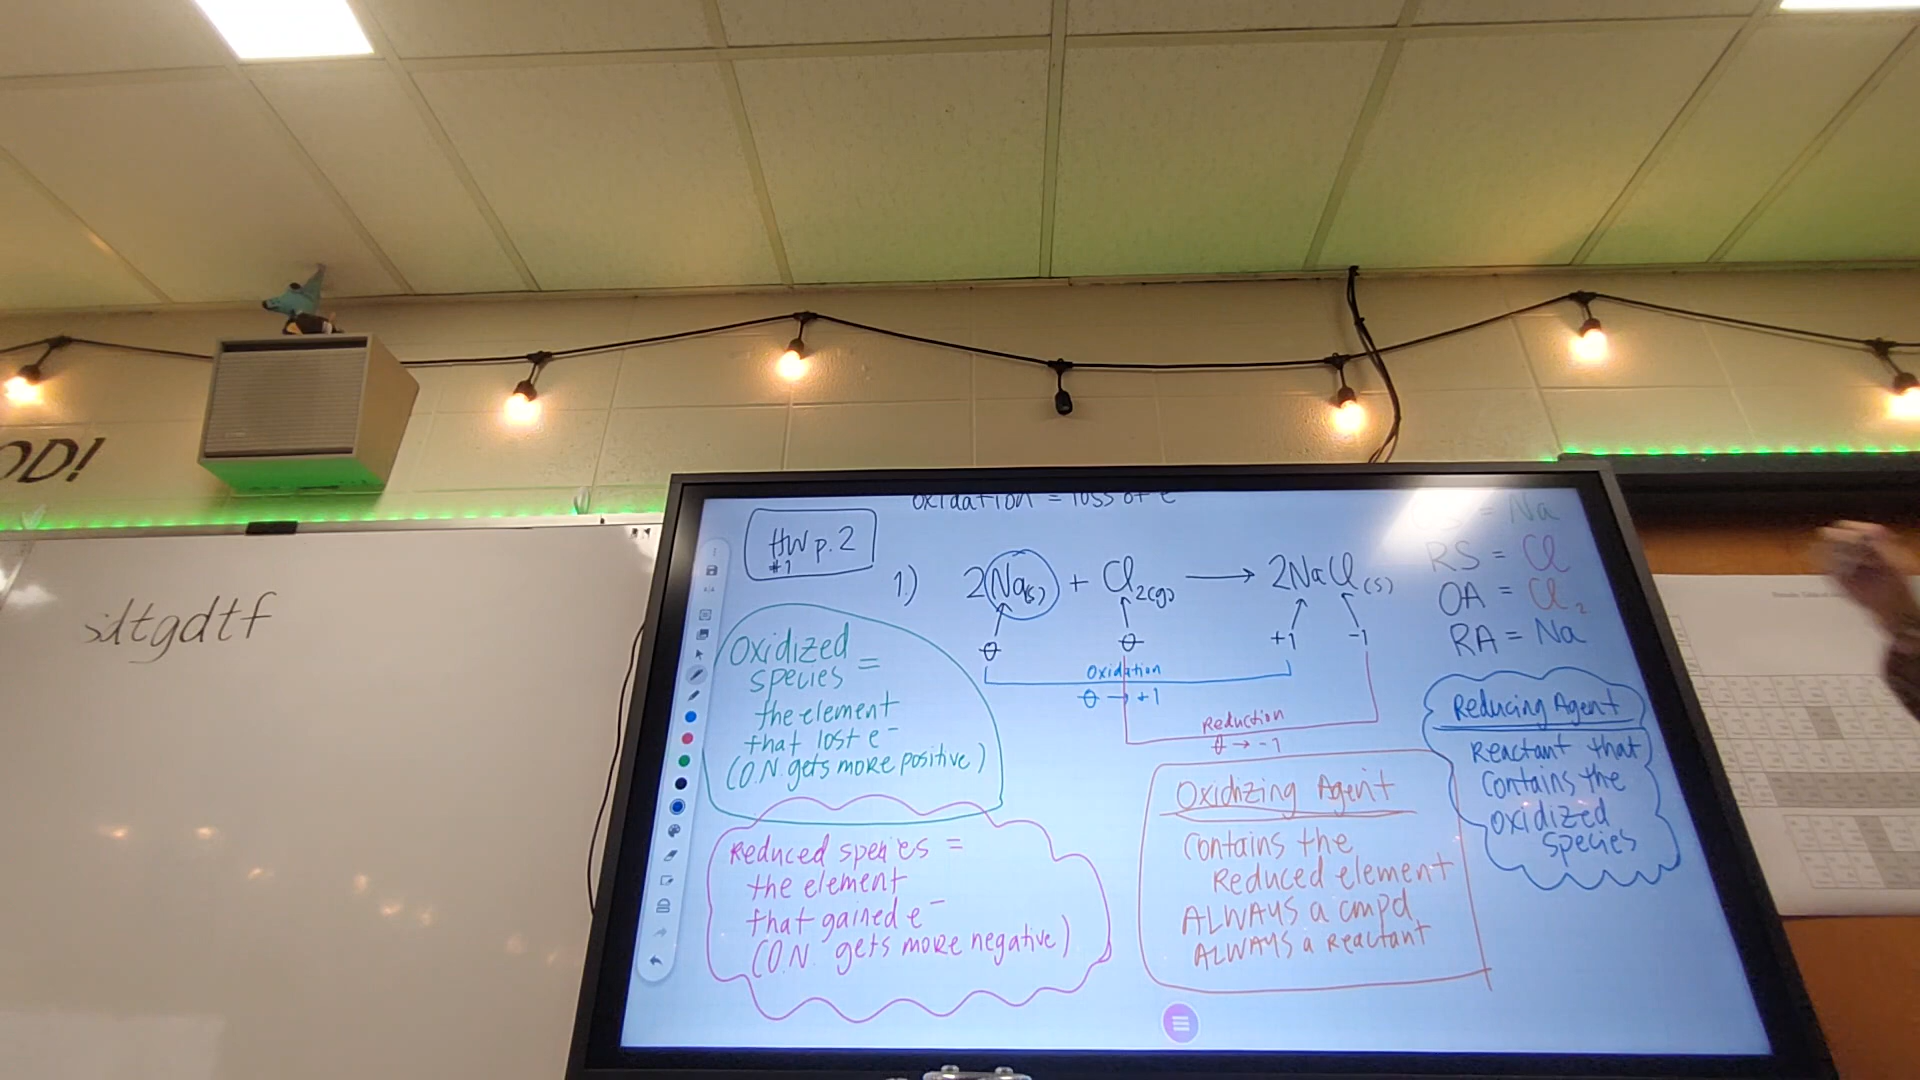 OD!
sdtgdtf
Oxidation = loss of e
HW p. 2
#1
1.) 2Na(s) + Cl2(g) → 2NaCl(s)
0 0 +1 -1
Oxidation
0 → +1
Reduction
0 → -1
= Na
RS = Cl
OA = Cl2
RA = Na
Oxidized
species =
the element
that lost e-
(O.N. gets more positive)
Reduced species =
the element
that gained e-
(O.N. gets more negative)
Oxidizing Agent
Contains the
Reduced element
ALWAYS a cmpd
ALWAYS a Reactant
Reducing Agent
Reactant that
Contains the
Oxidized
Species